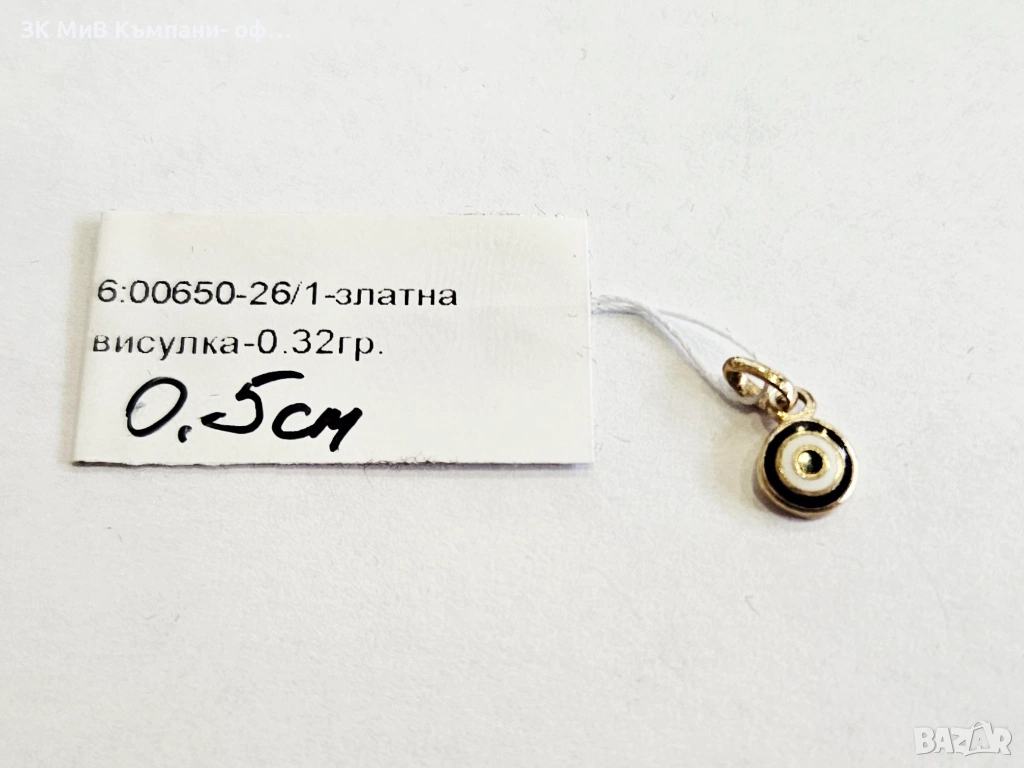 ЗК МиВ Къмпани- оф...
6:00650-26/1-златна
висулка-0.32гр.
0.5см
BAZAR